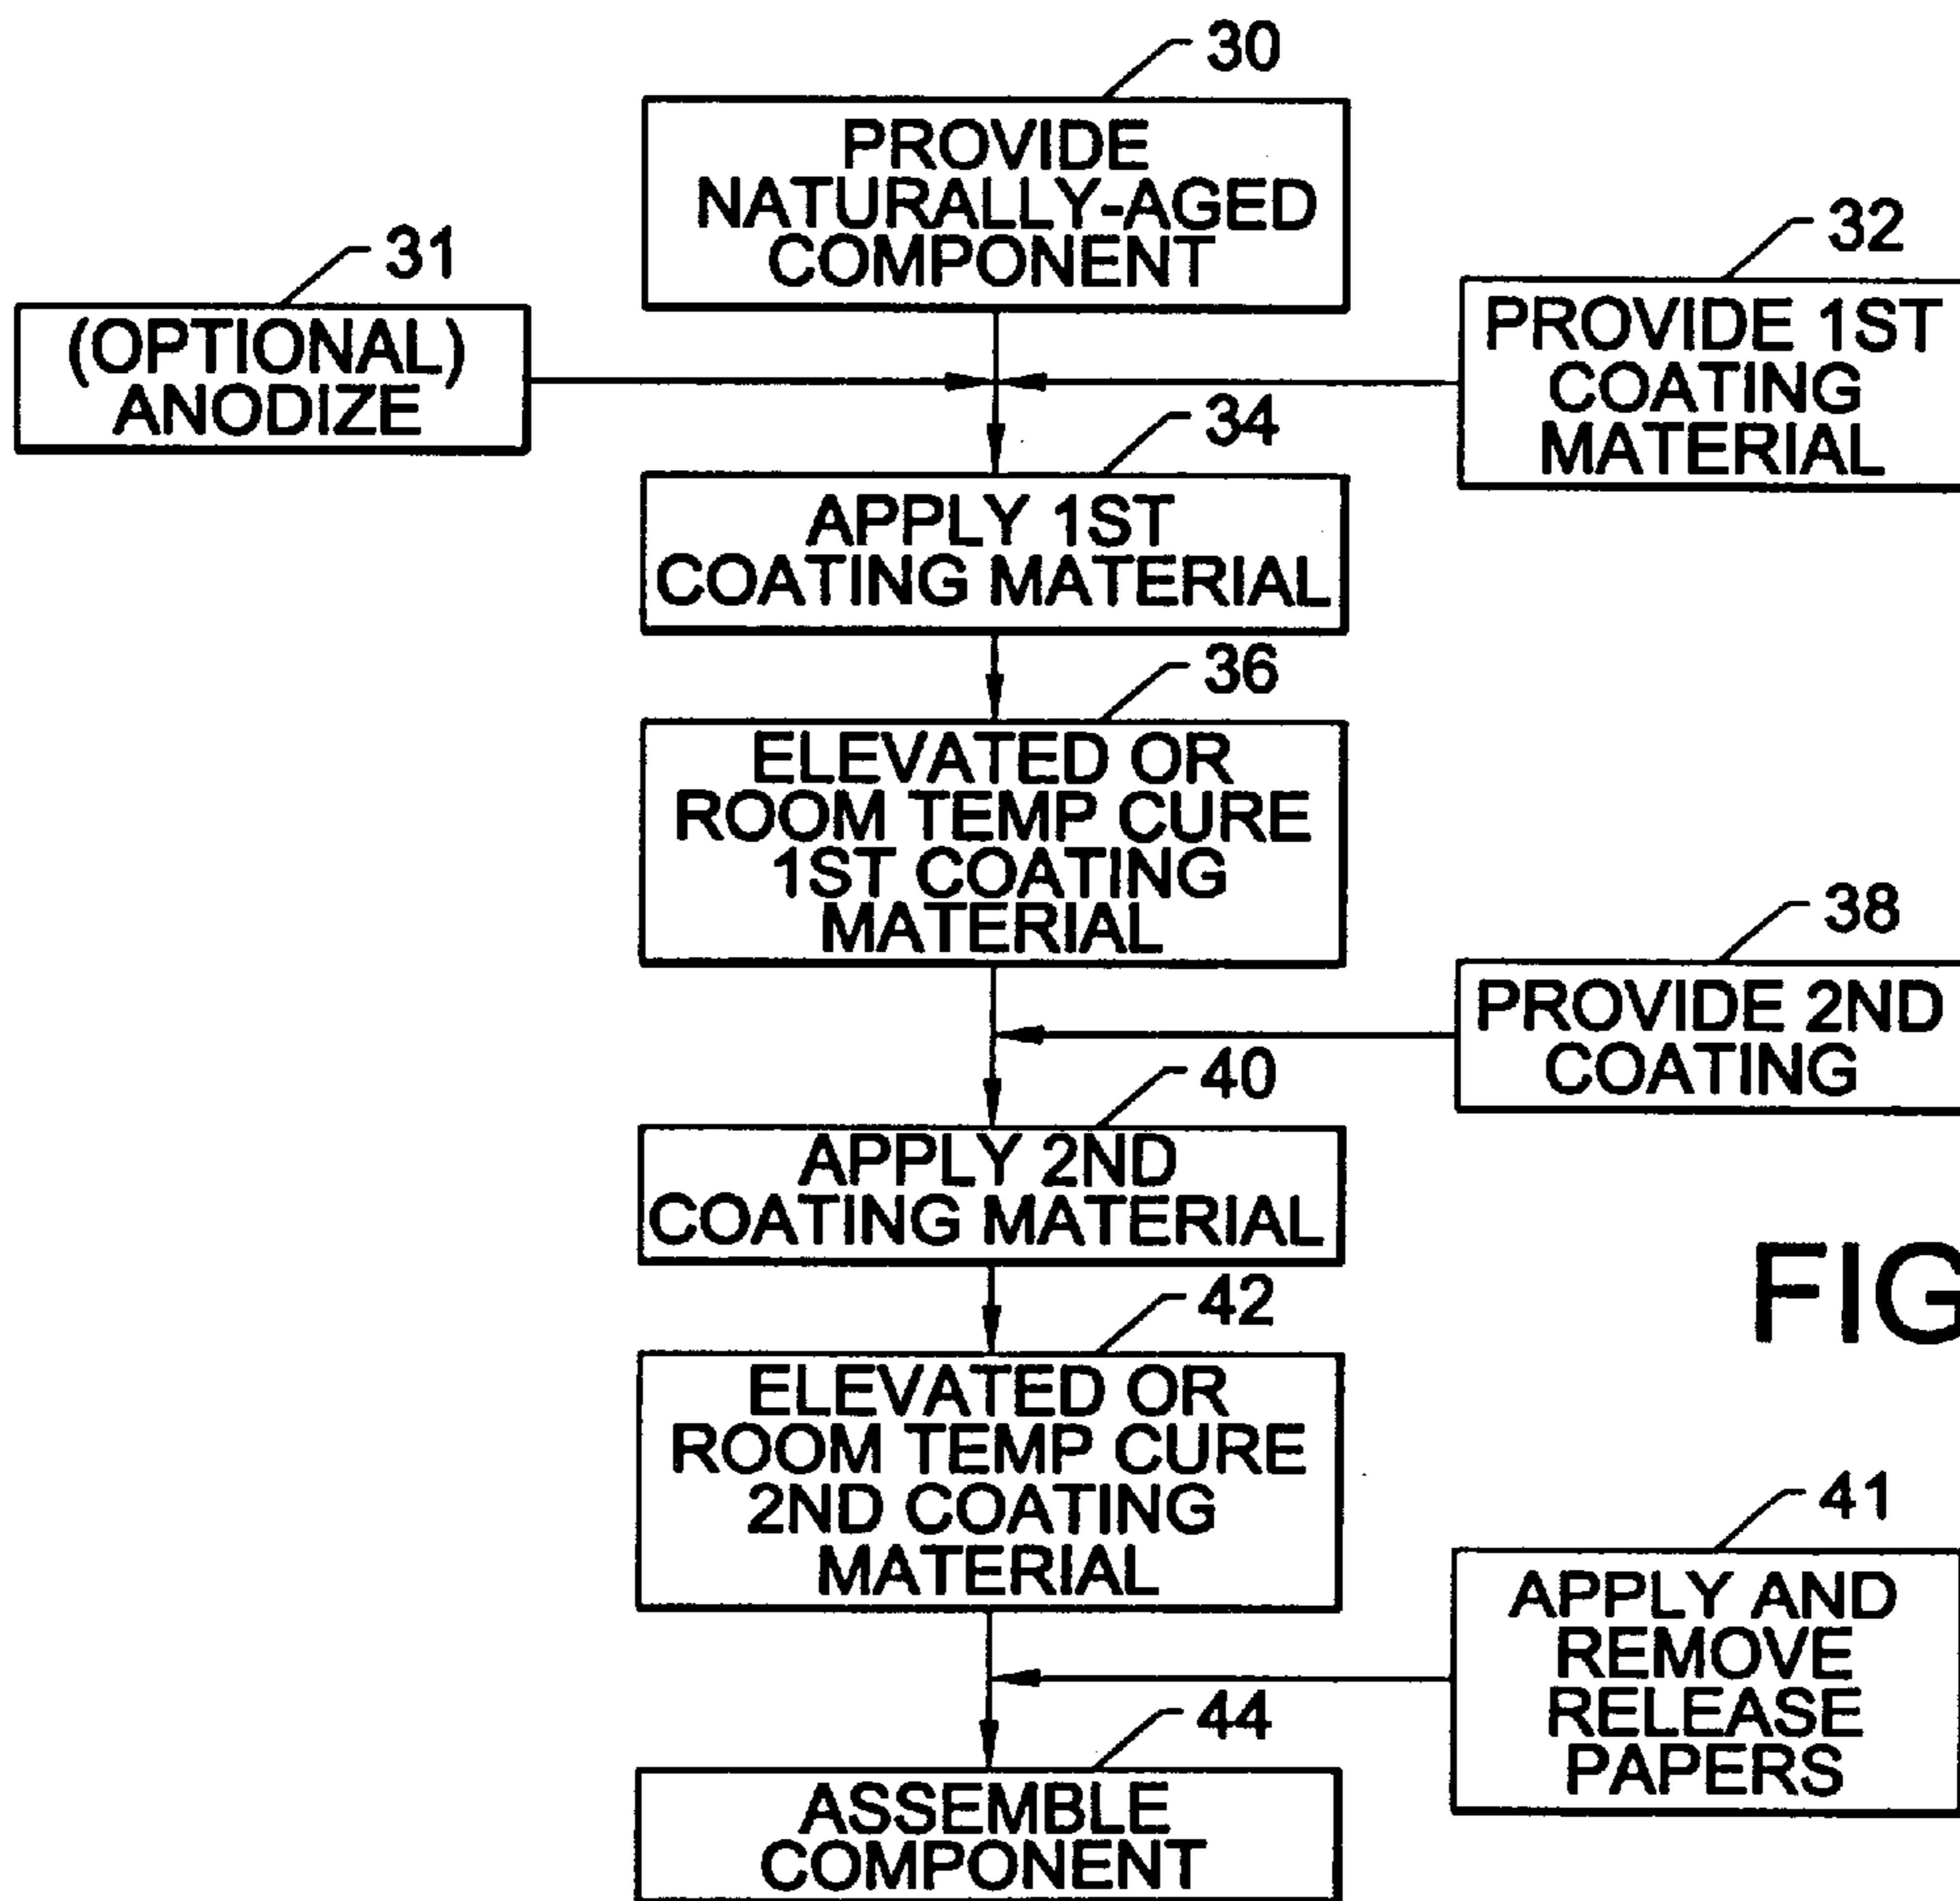 30
PROVIDE
NATURALLY-AGED
COMPONENT
31
(OPTIONAL)
ANODIZE
32
PROVIDE 1ST
COATING
MATERIAL
34
APPLY 1ST
COATING MATERIAL
36
ELEVATED OR
ROOM TEMP CURE
1ST COATING
MATERIAL
38
PROVIDE 2ND
COATING
40
APPLY 2ND
COATING MATERIAL
FIG
42
ELEVATED OR
ROOM TEMP CURE
2ND COATING
MATERIAL
41
APPLY AND
REMOVE
RELEASE
PAPERS
44
ASSEMBLE
COMPONENT